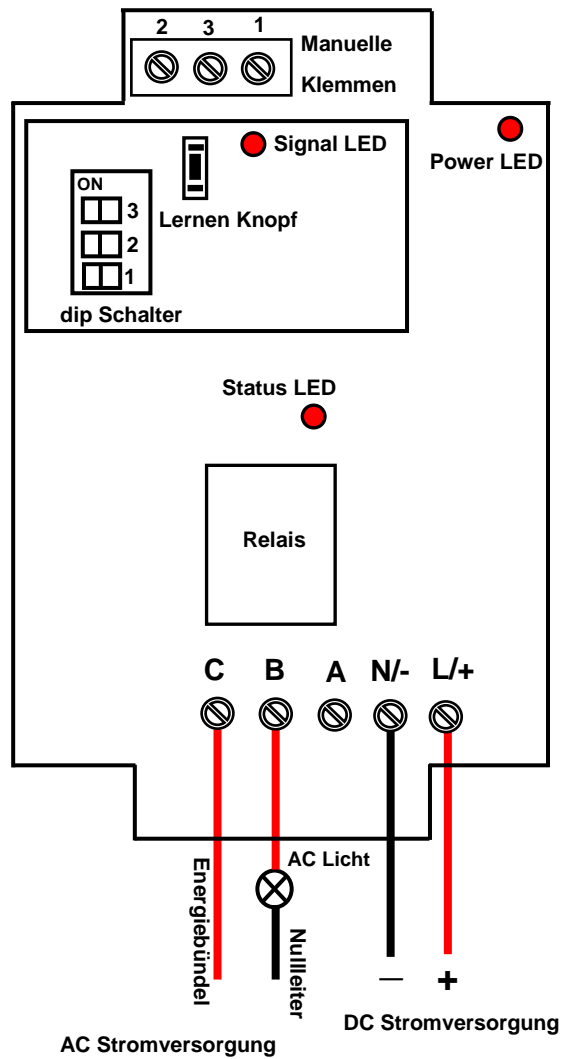 2 3 1
Manuelle
Klemmen
Signal LED
Power LED
ON
3
Lernen Knopf
2
1
dip Schalter
Status LED
Relais
C B A N/- L/+
AC Licht
Energiebündel
Nullleiter
— +
DC Stromversorgung
AC Stromversorgung